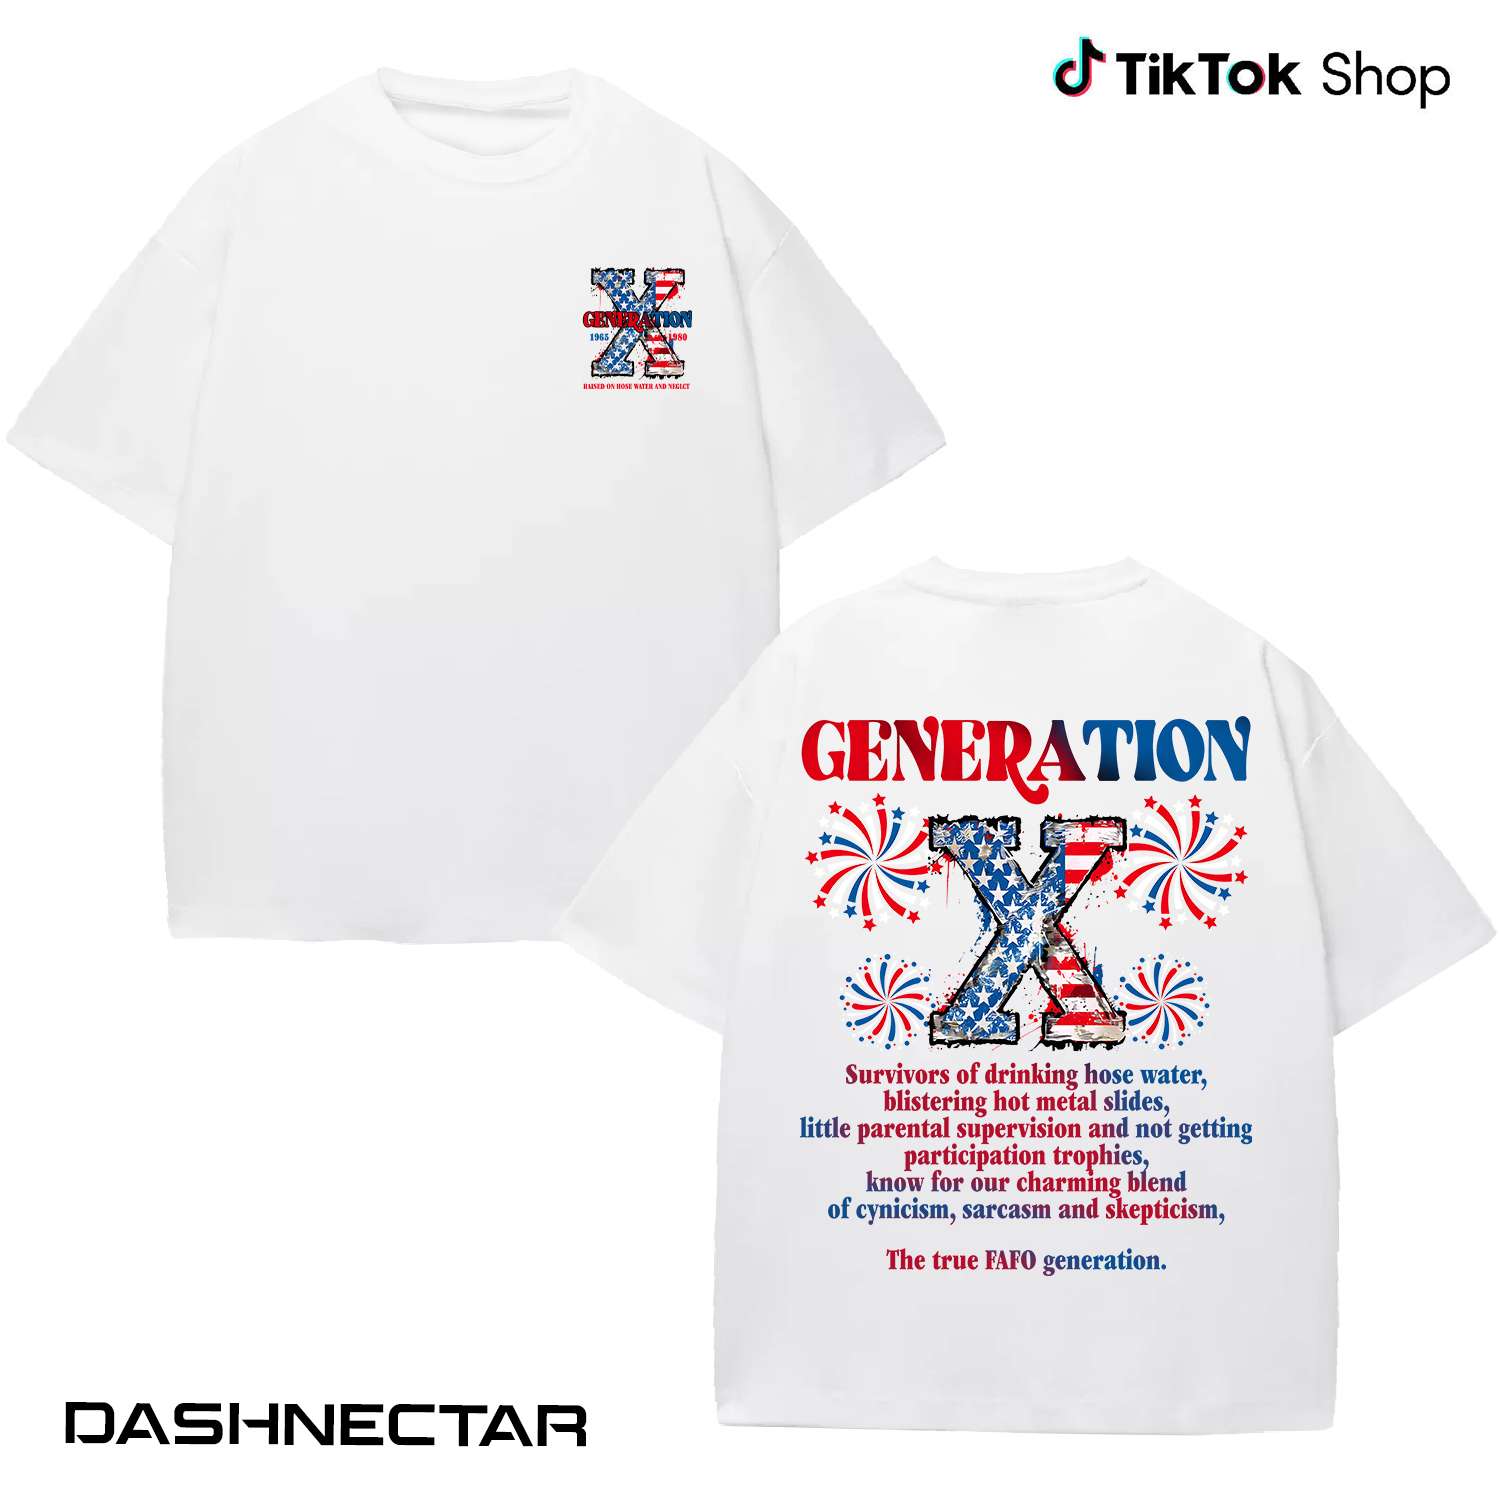 TikTok Shop
X
GENERATION
1965 1980
RAISED ON HOSE WATER AND NEGLCT
GENERATION
X
Survivors of drinking hose water,
blistering hot metal slides,
little parental supervision and not getting
participation trophies,
know for our charming blend
of cynicism, sarcasm and skepticism,
The true FAFO generation.
DASHNECTAR